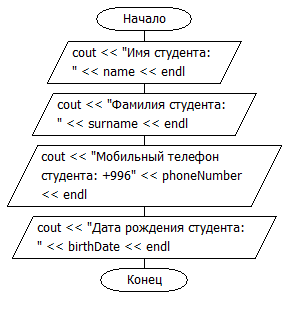 Начало
cout << "Имя студента:
" << name << endl
cout << "Фамилия студента:
" << surname << endl
cout << "Мобильный телефон
студента: +996" << phoneNumber
<< endl
cout << "Дата рождения студента:
" << birthDate << endl
Конец